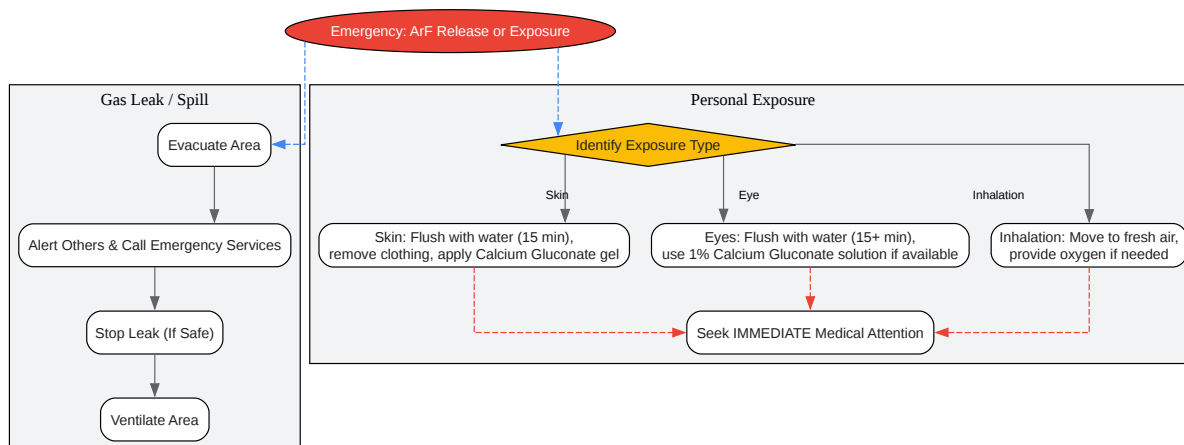 Emergency: ArF Release or Exposure
Gas Leak / Spill
Evacuate Area
Alert Others & Call Emergency Services
Stop Leak (If Safe)
Ventilate Area
Personal Exposure
Identify Exposure Type
Skin
Eye
Inhalation
Skin: Flush with water (15 min),
remove clothing, apply Calcium Gluconate gel
Eyes: Flush with water (15+ min),
use 1% Calcium Gluconate solution if available
Inhalation: Move to fresh air,
provide oxygen if needed
Seek IMMEDIATE Medical Attention